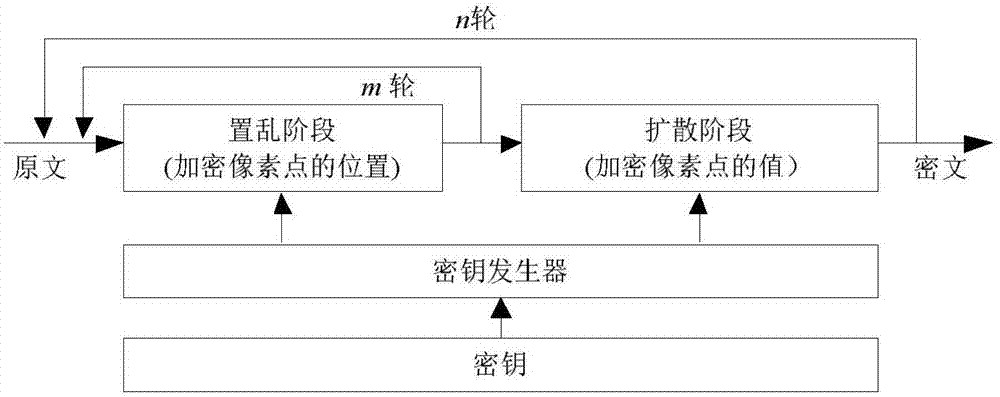 n轮
m 轮
置乱阶段
(加密像素点的位置)
扩散阶段
(加密像素点的值）
原文
密文
密钥发生器
密钥